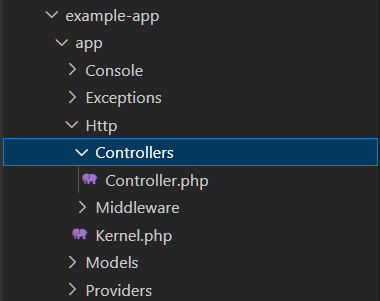 example-app
app
Console
Exceptions
Http
Controllers
Controller.php
Middleware
Kernel.php
Models
Providers